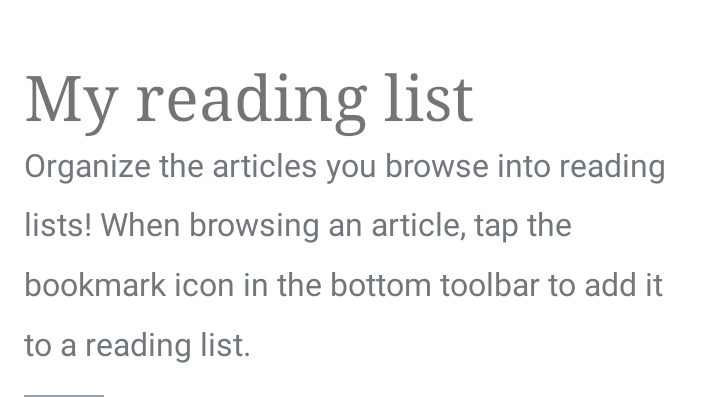 My reading list
Organize the articles you browse into reading
lists! When browsing an article, tap the
bookmark icon in the bottom toolbar to add it
to a reading list.